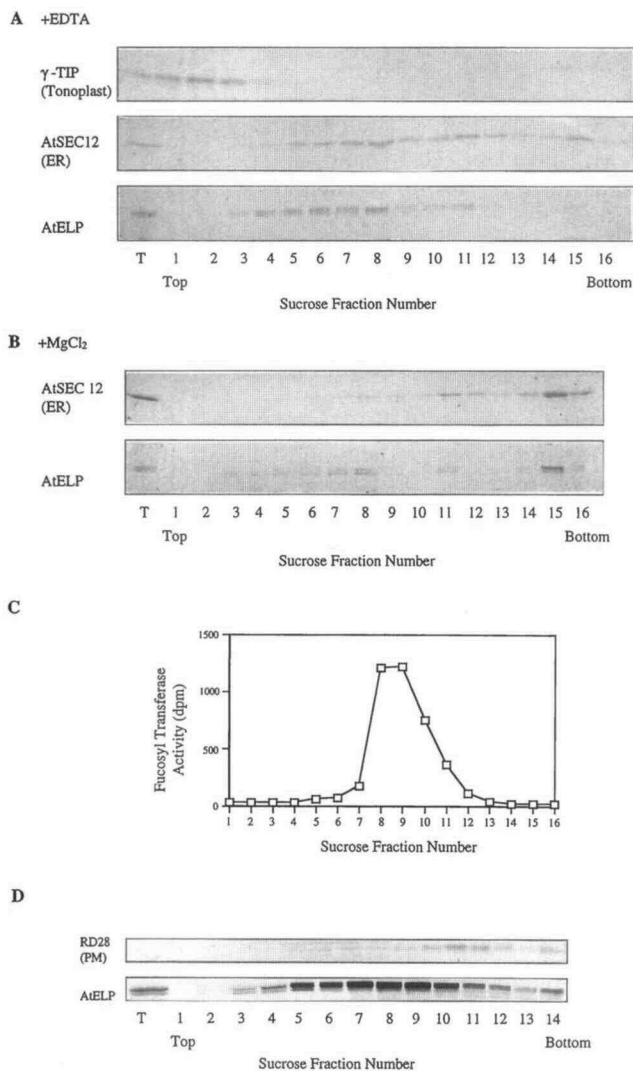 A +EDTA
γ-TIP
(Tonoplast)
AtSEC12
(ER)
AtELP
T 1 2 3 4 5 6 7 8 9 10 11 12 13 14 15 16
Top Bottom
Sucrose Fraction Number
B +MgCl₂
AtSEC 12
(ER)
AtELP
T 1 2 3 4 5 6 7 8 9 10 11 12 13 14 15 16
Top Bottom
Sucrose Fraction Number
C
Fucosyl Transferase
Activity (dpm)
1500
1000
500
0
1 2 3 4 5 6 7 8 9 10 11 12 13 14 15 16
Sucrose Fraction Number
D
RD28
(PM)
AtELP
T 1 2 3 4 5 6 7 8 9 10 11 12 13 14
Top Bottom
Sucrose Fraction Number